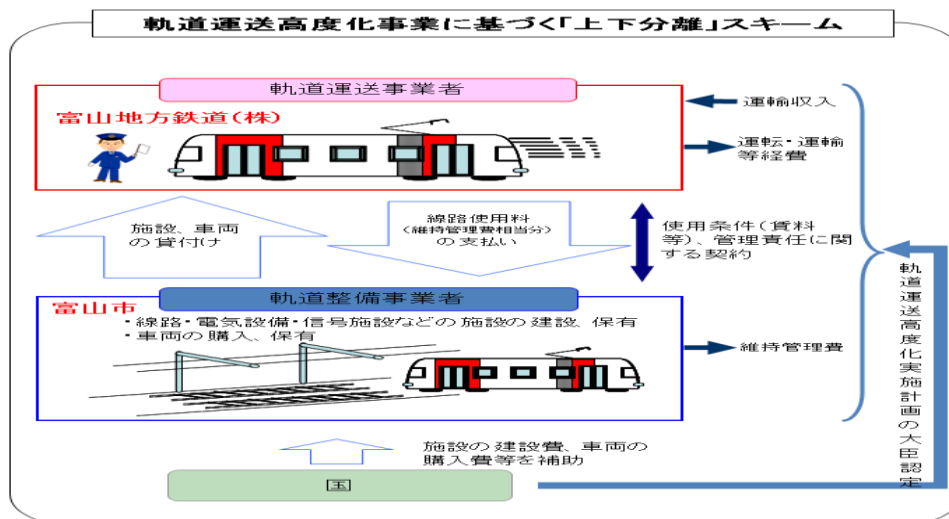 軌道運送高度化事業に基づく「上下分離」スキーム
軌道運送事業者
富山地方鉄道(株)
運輸収入
運転・運輸
等経費
施設、車両
の貸付け
線路使用料
(維持管理費相当分)
の支払い
使用条件(賃料
等)、管理責任に関
する契約
軌道整備事業者
富山市
・線路・電気設備・信号施設などの施設の建設、保有
・車両の購入、保有
維持管理費
施設の建設費、車両の
購入費等を補助
国
軌道運送高度化実施計画の大臣認定